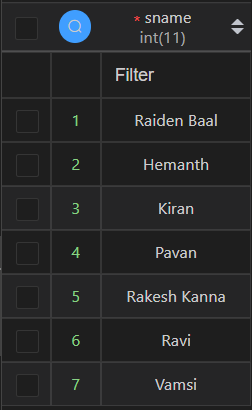 * sname
int(11)
Filter
1 Raiden Baal
2 Hemanth
3 Kiran
4 Pavan
5 Rakesh Kanna
6 Ravi
7 Vamsi